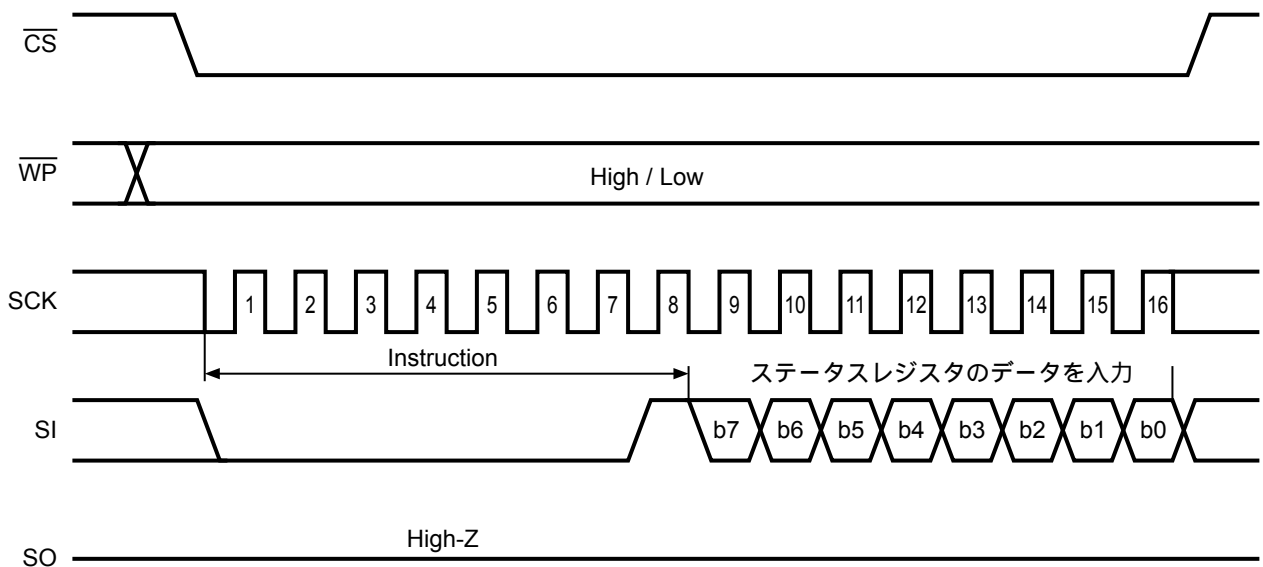 CS
WP
High / Low
SCK
1 2 3 4 5 6 7 8 9 10 11 12 13 14 15 16
Instruction
ステータスレジスタのデータを入力
SI
b7 b6 b5 b4 b3 b2 b1 b0
High-Z
SO